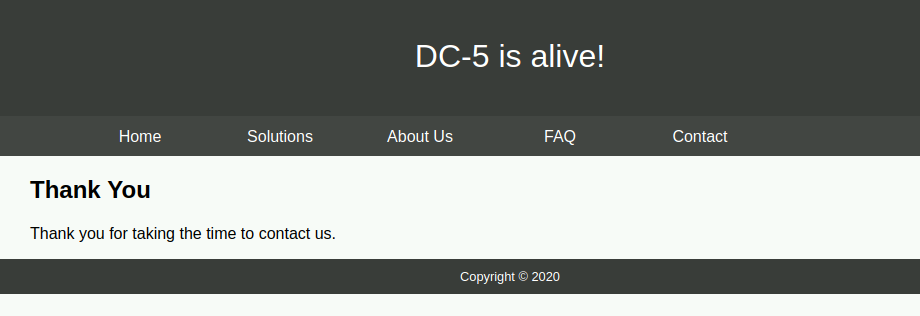 DC-5 is alive!
Home Solutions About Us FAQ Contact
Thank You
Thank you for taking the time to contact us.
Copyright © 2020